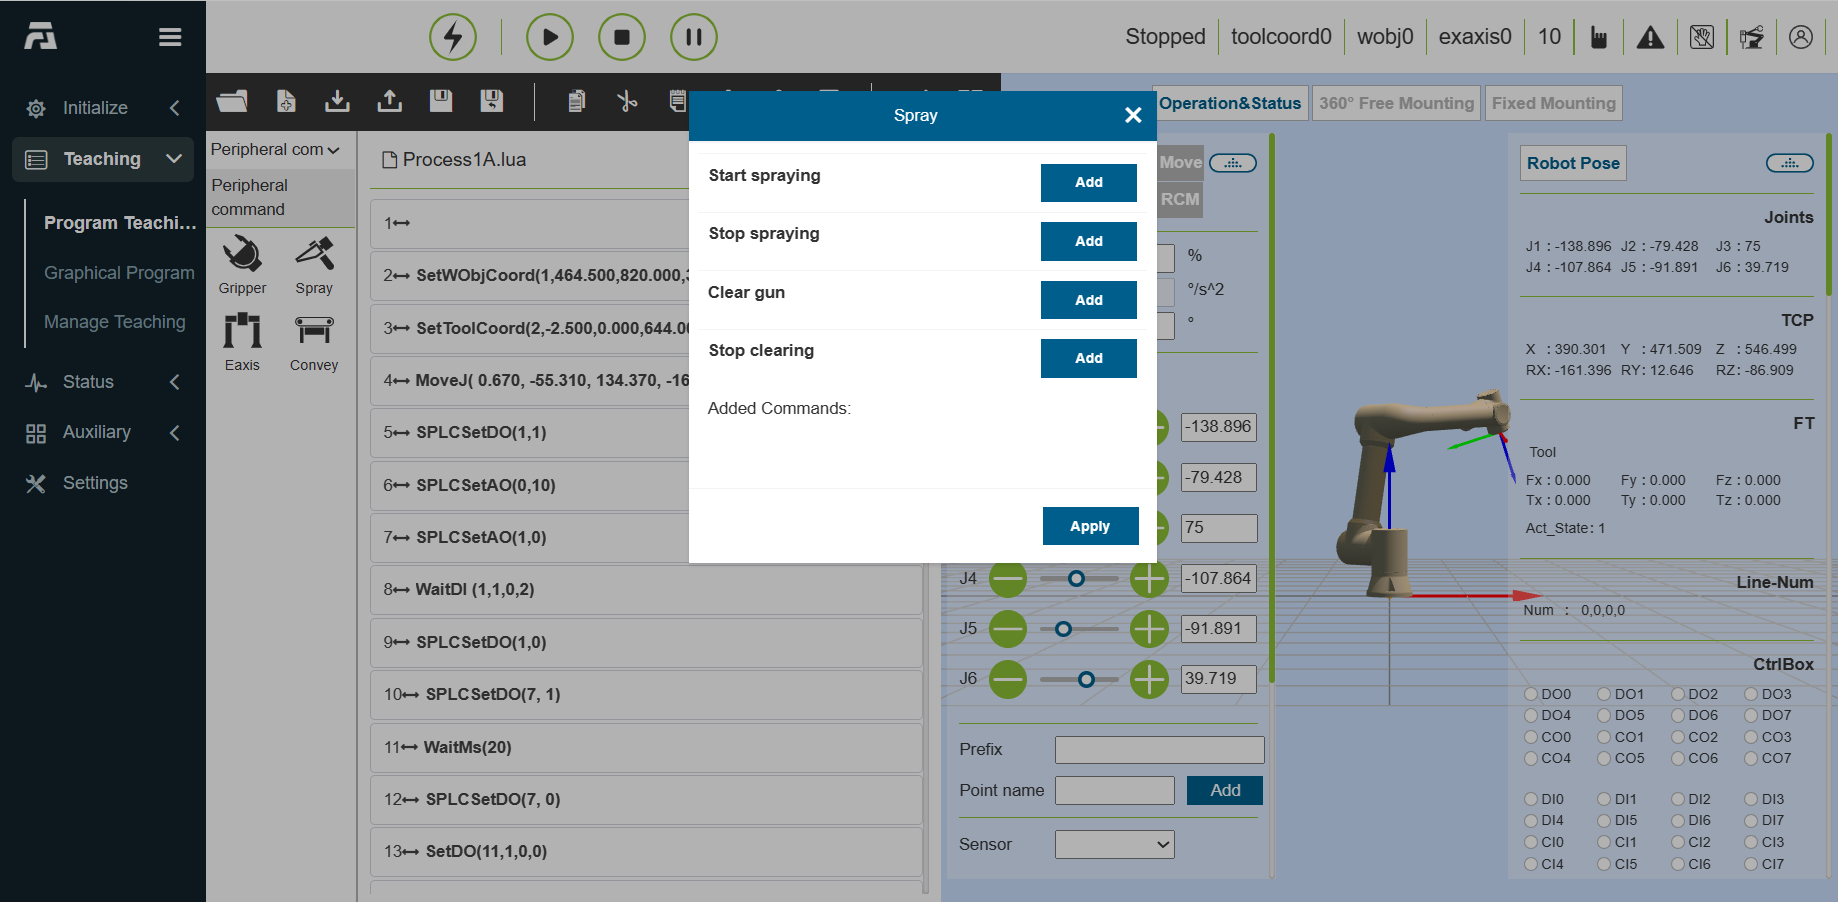 Stopped
toolcoord0
wobj0
exaxis0
10
Initialize
Teaching
Program Teachi...
Graphical Program
Manage Teaching
Status
Auxiliary
Settings
Peripheral com
Peripheral
command
Gripper
Spray
Eaxis
Convey
Process1A.lua
1
2 SetWObjCoord(1,464.500,820.000,
3 SetToolCoord(2,-2.500,0.000,644.0
4 MoveJ( 0.670, -55.310, 134.370, -16
5 SPLCSetDO(1,1)
6 SPLCSetAO(0,10)
7 SPLCSetAO(1,0)
8 WaitDI (1,1,0,2)
9 SPLCSetDO(1,0)
10 SPLCSetDO(7, 1)
11 WaitMs(20)
12 SPLCSetDO(7, 0)
13 SetDO(11,1,0,0)
Spray
Start spraying
Add
Stop spraying
Add
Clear gun
Add
Stop clearing
Add
Added Commands:
Apply
Operation&Status
360° Free Mounting
Fixed Mounting
Move
RCM
%
°/s^2
°
-138.896
-79.428
75
J4 -107.864
J5 -91.891
J6 39.719
Prefix
Point name
Add
Sensor
Robot Pose
Joints
J1 : -138.896 J2 : -79.428 J3 : 75
J4 : -107.864 J5 : -91.891 J6 : 39.719
TCP
X : 390.301 Y : 471.509 Z : 546.499
RX: -161.396 RY: 12.646 RZ: -86.909
FT
Tool
Fx : 0.000 Fy : 0.000 Fz : 0.000
Tx : 0.000 Ty : 0.000 Tz : 0.000
Act_State: 1
Line-Num
Num : 0,0,0,0
CtrlBox
DO0 DO1 DO2 DO3
DO4 DO5 DO6 DO7
CO0 CO1 CO2 CO3
CO4 CO5 CO6 CO7
DI0 DI1 DI2 DI3
DI4 DI5 DI6 DI7
CI0 CI1 CI2 CI3
CI4 CI5 CI6 CI7